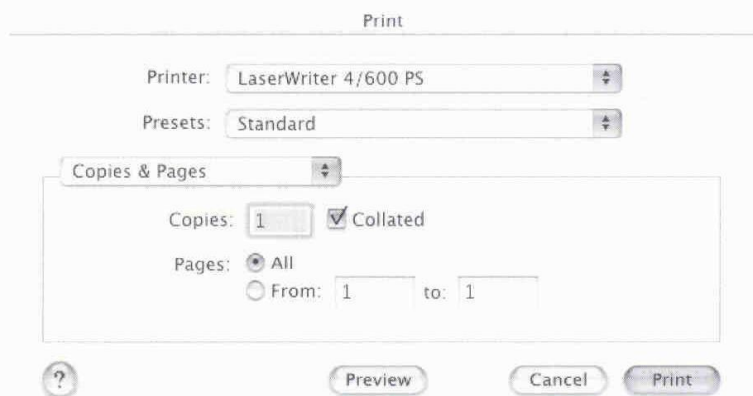 Print
Printer: LaserWriter 4/600 PS
Presets: Standard
Copies & Pages
Copies: 1 Collated
Pages: All
From: 1 to: 1
? Preview Cancel Print